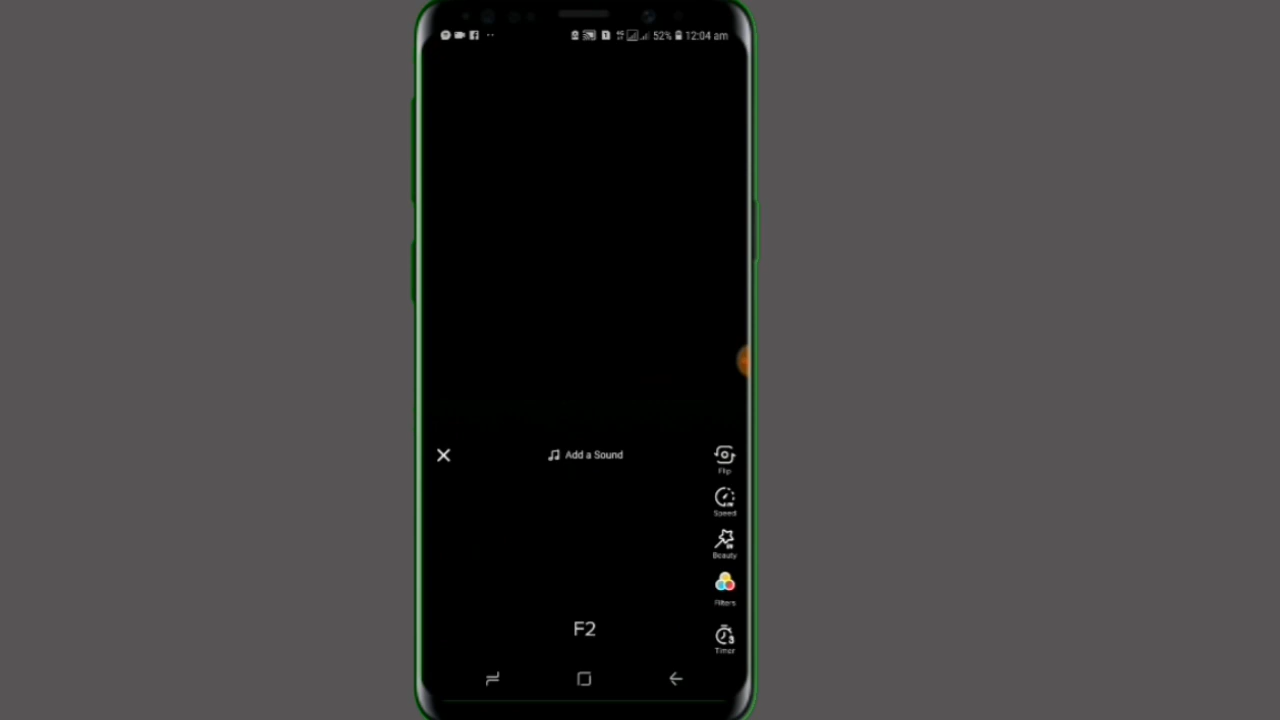 52% 12:04 am
Add a Sound
Flip
Speed
Beauty
Filters
F2
Timer